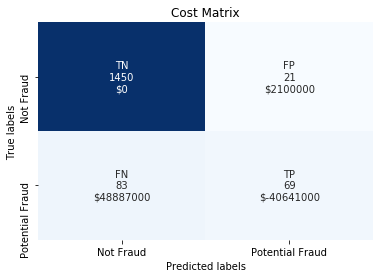 Cost Matrix
True labels
Not Fraud
TN
1450
$0
FP
21
$2100000
Potential Fraud
FN
83
$48887000
TP
69
$-40641000
Not Fraud
Potential Fraud
Predicted labels